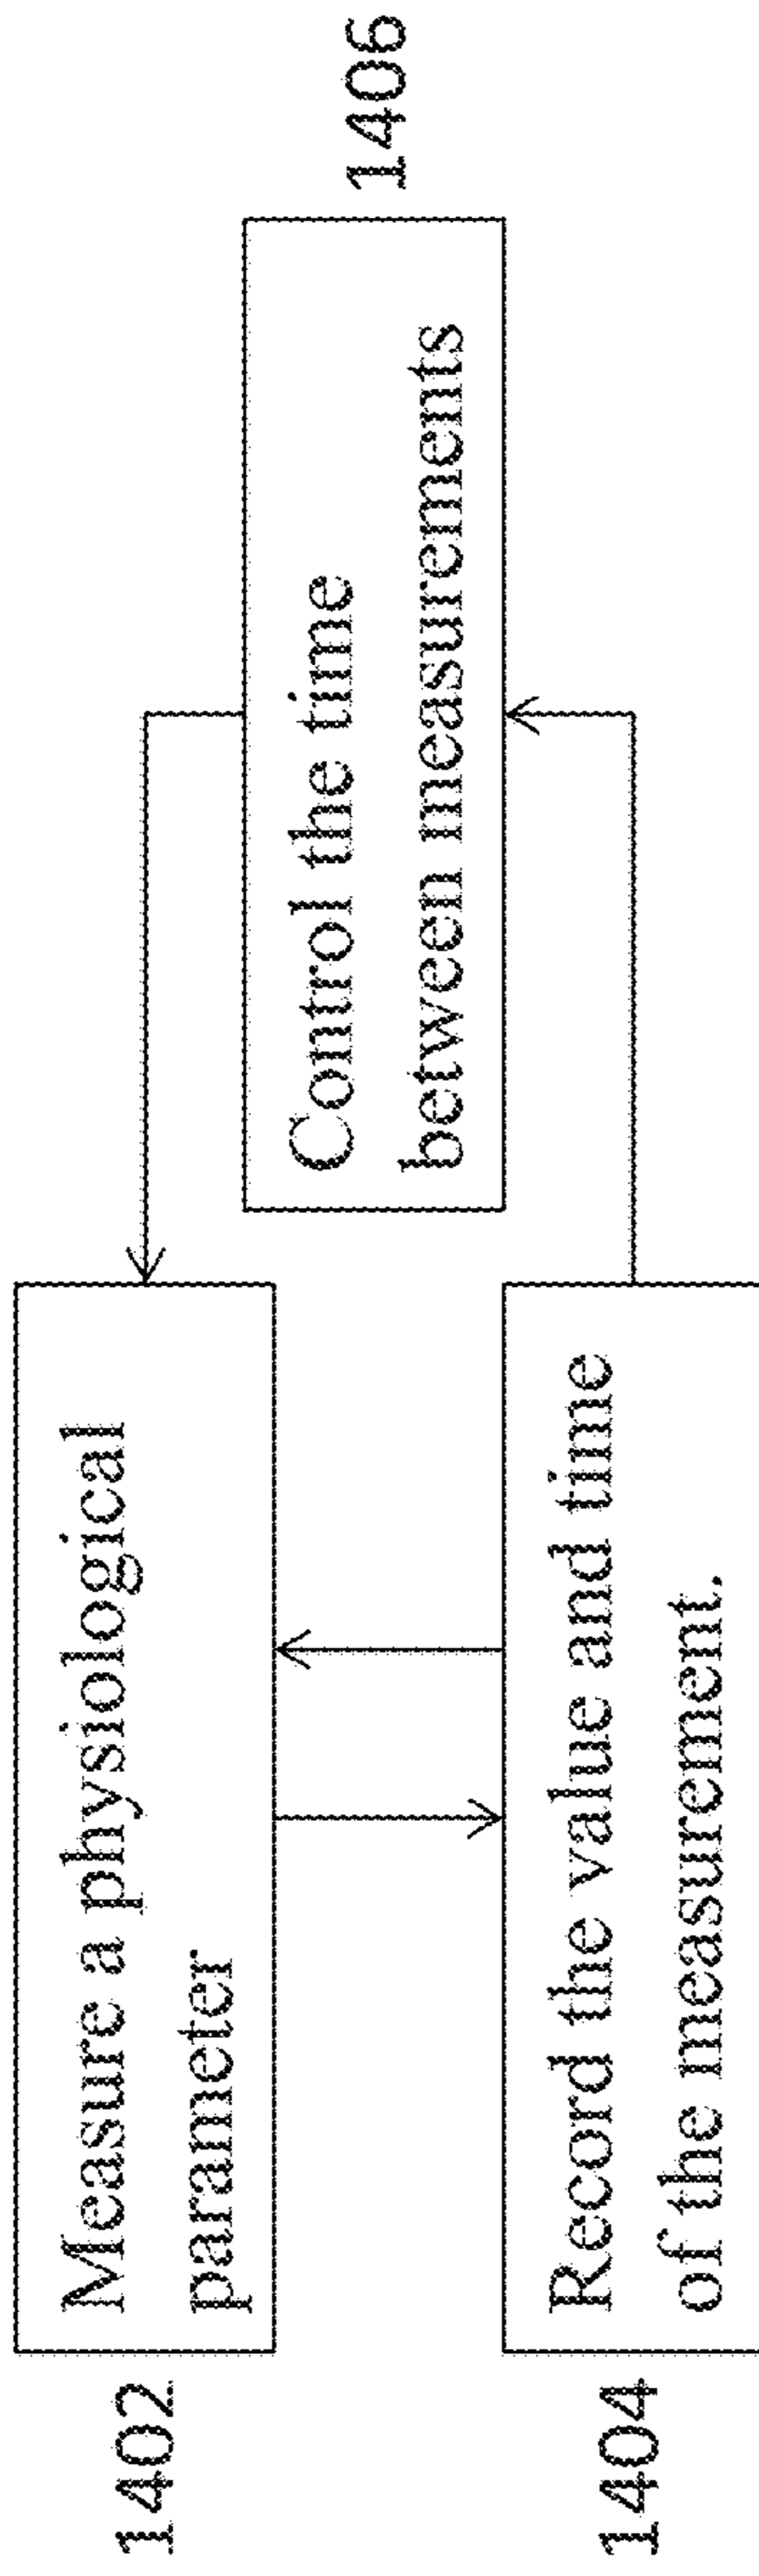 1402
Measure a physiological
parameter
1406
Control the time
between measurements
1404
Record the value and time
of the measurement.